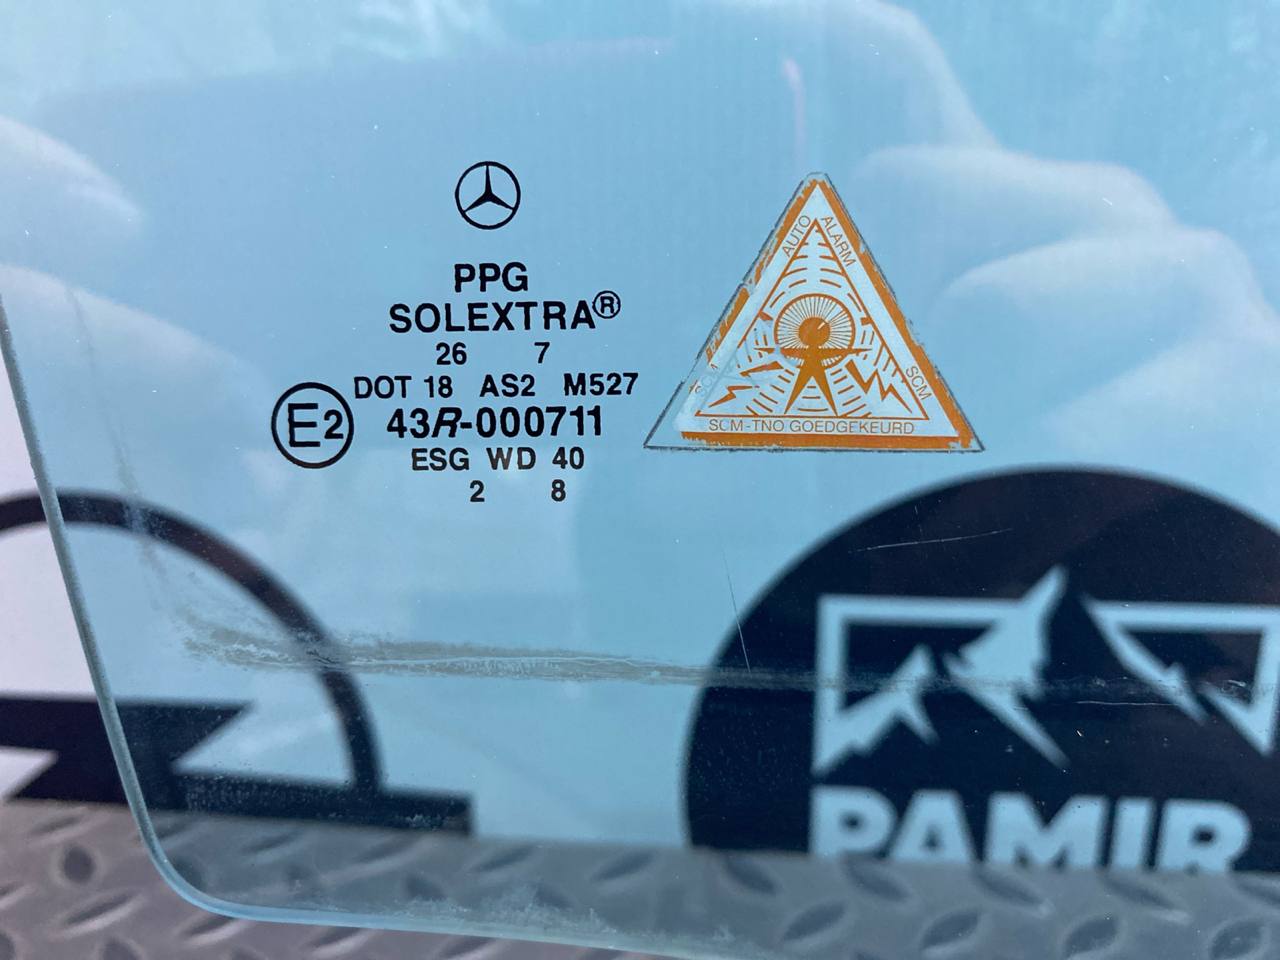 PPG
SOLEXTRA®
26 7
DOT 18 AS2 M527
E2 43R-000711
ESG WD 40
2 8
AUTO ALARM
SCM
SCM
SCM-TNO GOEDGEKEURD
PAMIR